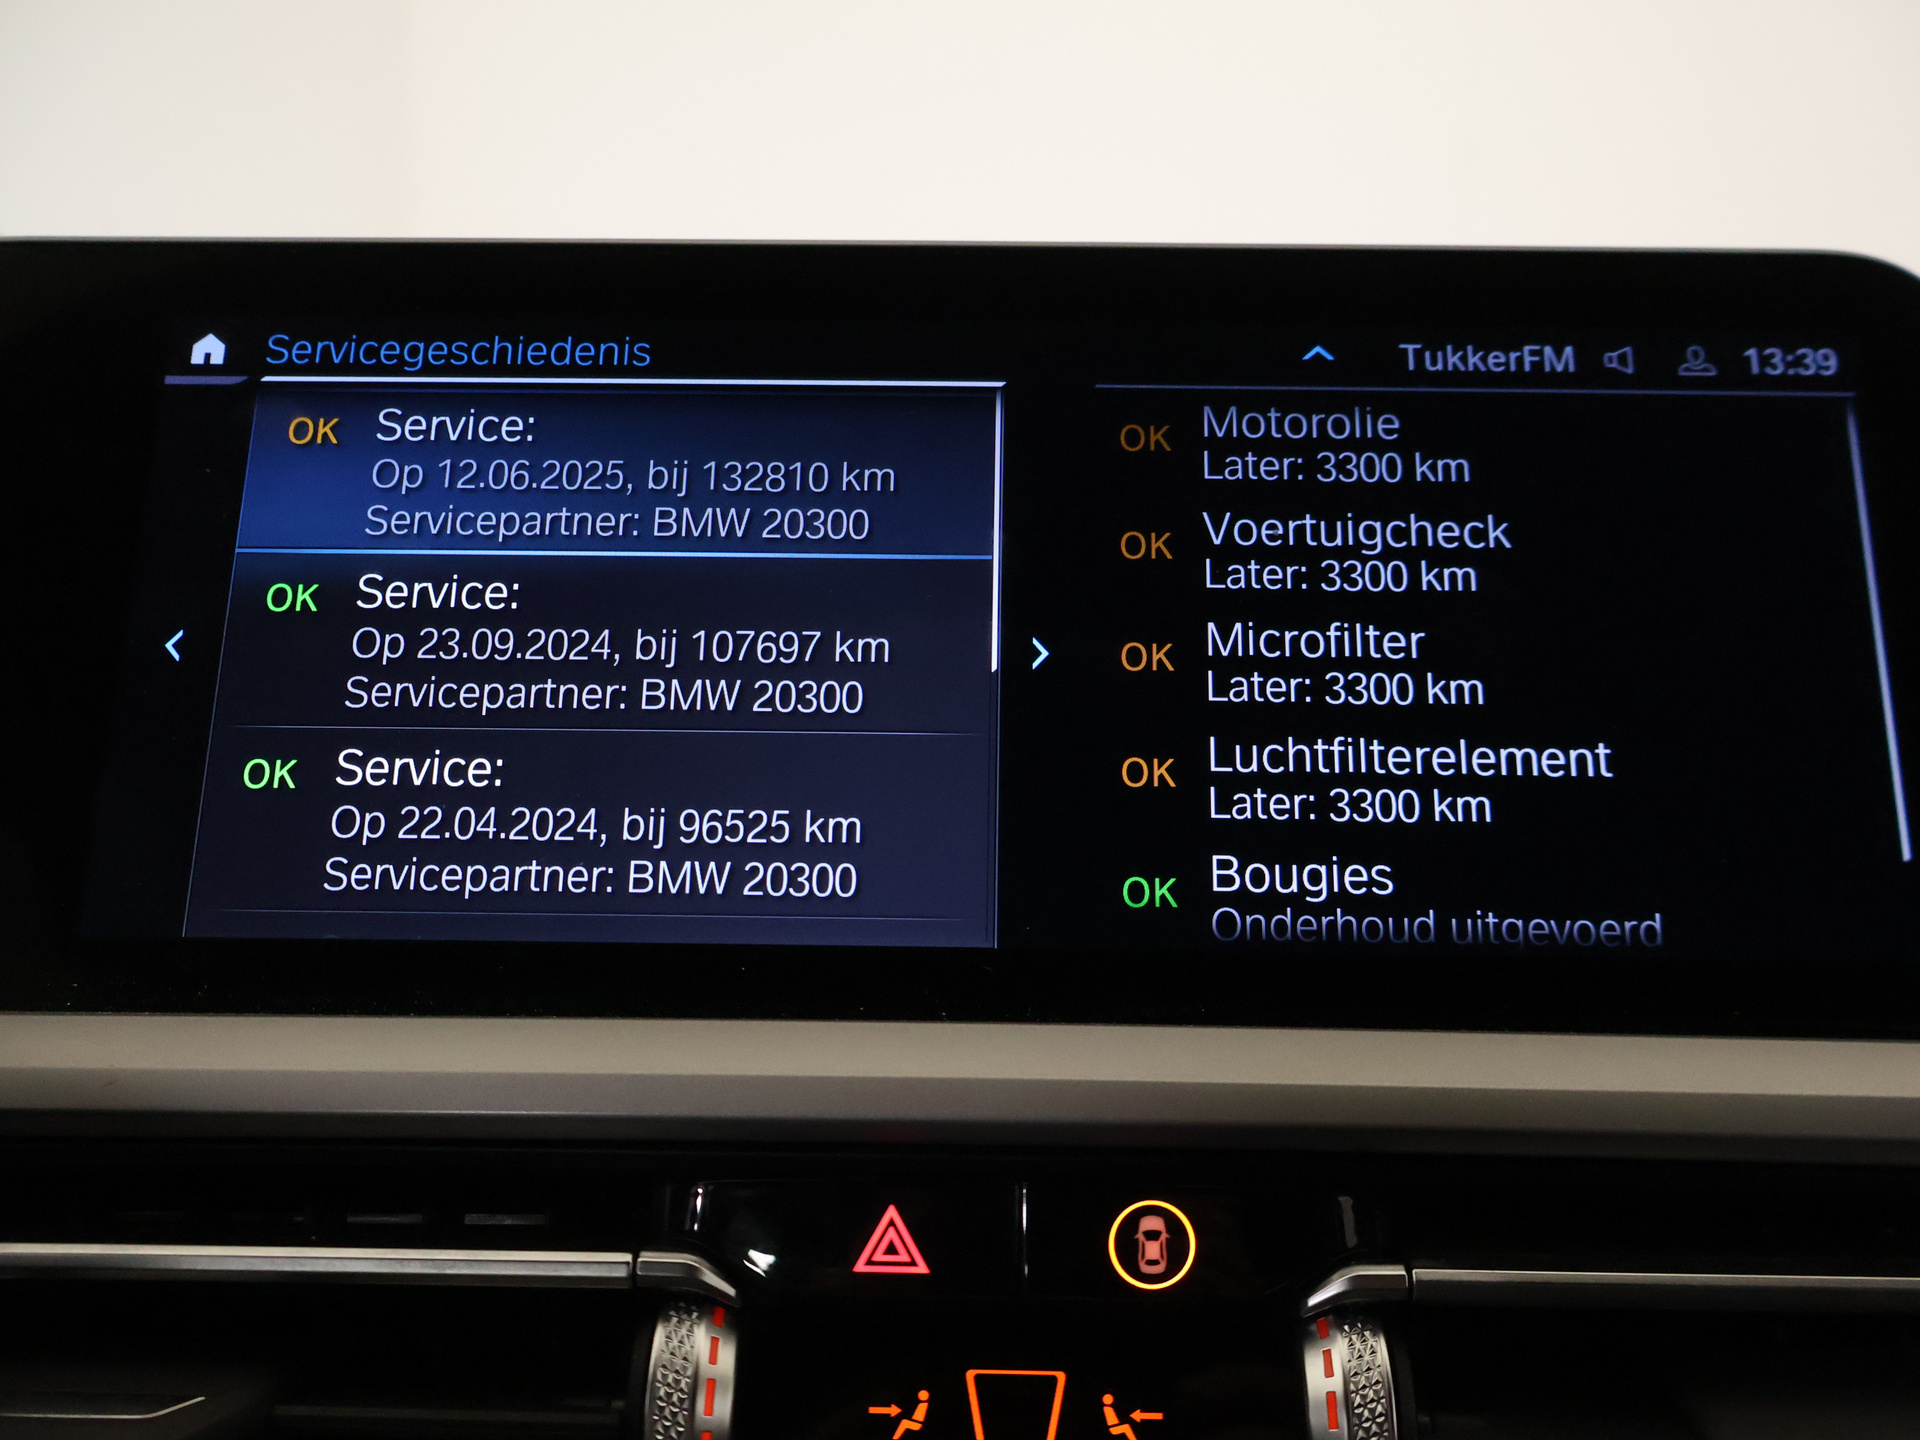 Servicegeschiedenis
TukkerFM 13:39
OK Service:
Op 12.06.2025, bij 132810 km
Servicepartner: BMW 20300
OK Service:
Op 23.09.2024, bij 107697 km
Servicepartner: BMW 20300
OK Service:
Op 22.04.2024, bij 96525 km
Servicepartner: BMW 20300
OK Motorolie
Later: 3300 km
OK Voertuigcheck
Later: 3300 km
OK Microfilter
Later: 3300 km
OK Luchtfilterelement
Later: 3300 km
OK Bougies
Onderhoud uitgevoerd